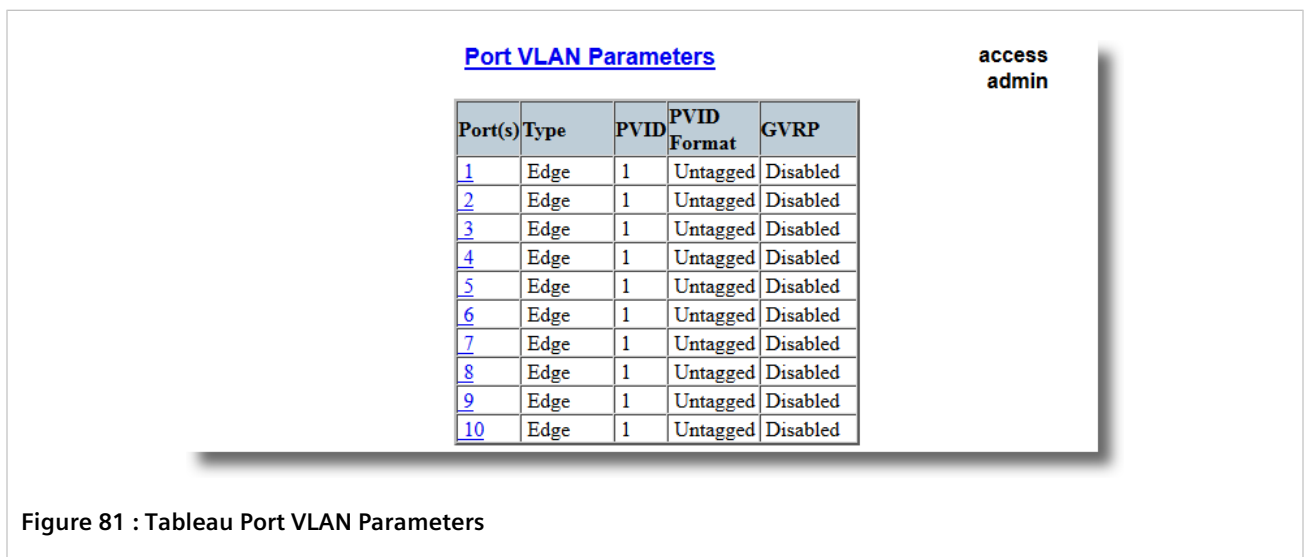 Port VLAN Parameters
access
admin
Port(s) Type PVID PVID Format GVRP
1 Edge 1 Untagged Disabled
2 Edge 1 Untagged Disabled
3 Edge 1 Untagged Disabled
4 Edge 1 Untagged Disabled
5 Edge 1 Untagged Disabled
6 Edge 1 Untagged Disabled
7 Edge 1 Untagged Disabled
8 Edge 1 Untagged Disabled
9 Edge 1 Untagged Disabled
10 Edge 1 Untagged Disabled
Figure 81 : Tableau Port VLAN Parameters